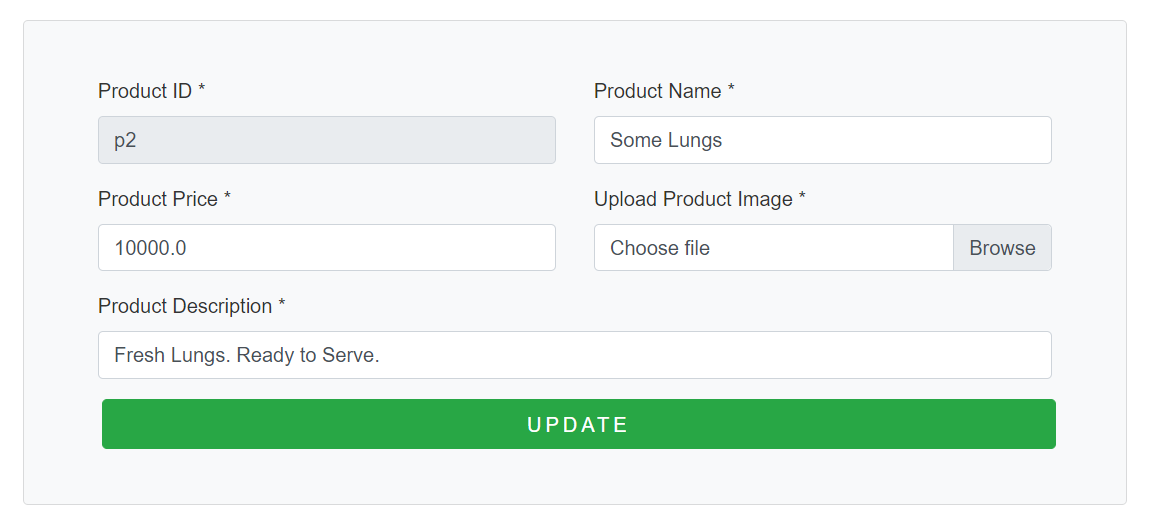 Product ID *
Product Name *
p2
Some Lungs
Product Price *
Upload Product Image *
10000.0
Choose file
Browse
Product Description *
Fresh Lungs. Ready to Serve.
UPDATE